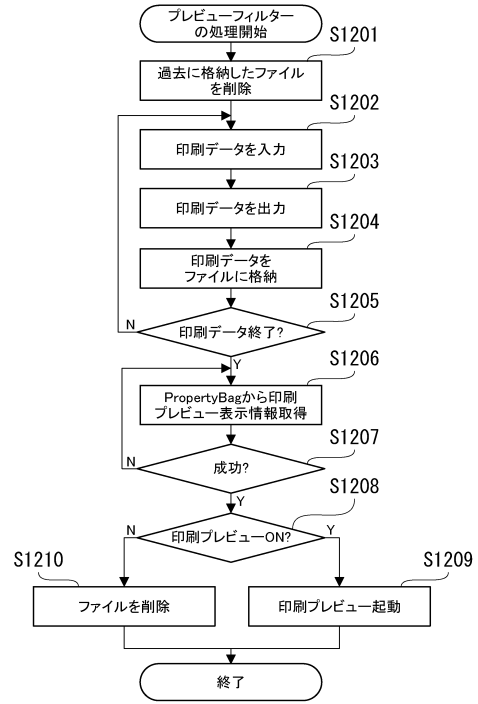 プレビューフィルター
の処理開始
S1201
過去に格納したファイル
を削除
S1202
印刷データを入力
S1203
印刷データを出力
S1204
印刷データを
ファイルに格納
S1205
印刷データ終了?
N
Y
S1206
PropertyBagから印刷
プレビュー表示情報取得
S1207
成功?
N
Y
S1208
印刷プレビューON?
N
Y
S1210
ファイルを削除
S1209
印刷プレビュー起動
終了